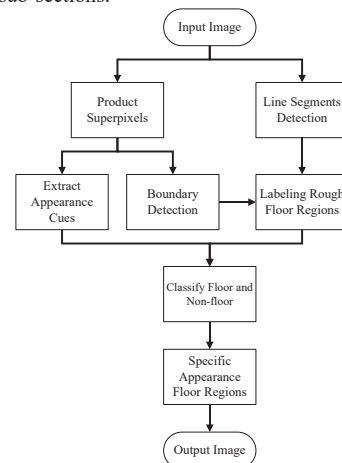 sub-sections.
Input Image
Product
Superpixels
Line Segments
Detection
Extract
Appearance
Cues
Boundary
Detection
Labeling Rough
Floor Regions
Classify Floor and
Non-floor
Specific
Appearance
Floor Regions
Output Image